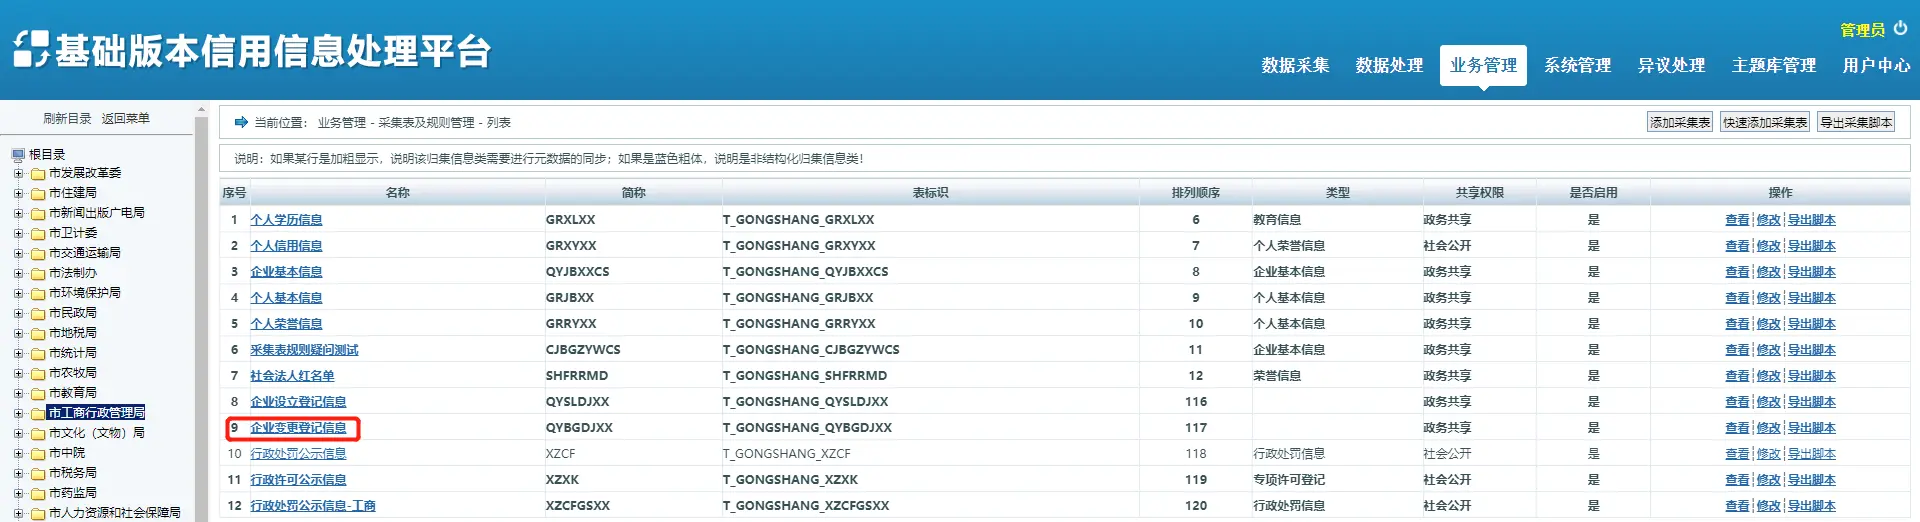 基础版本信用信息处理平台
管理员
数据采集 数据处理 业务管理 系统管理 异议处理 主题库管理 用户中心
刷新目录 返回菜单
根目录
市发展改革委
市住建局
市新闻出版广电局
市卫计委
市交通运输局
市法制办
市环境保护局
市民政局
市地税局
市统计局
市农牧局
市教育局
市工商行政管理局
市文化（文物）局
市中院
市税务局
市药监局
市人力资源和社会保障局
当前位置： 业务管理 - 采集表及规则管理 - 列表
添加采集表 快速添加采集表 导出采集脚本
说明：如果某行是加粗显示，说明该归集信息类需要进行元数据的同步；如果是蓝色粗体，说明是非结构化归集信息类！
序号 名称 简称 表标识 排列顺序 类型 共享权限 是否启用 操作
1 个人学历信息 GRXLXX T_GONGSHANG_GRXLXX 6 教育信息 政务共享 是 查看 修改 导出脚本
2 个人信用信息 GRXYXX T_GONGSHANG_GRXYXX 7 个人荣誉信息 社会公开 是 查看 修改 导出脚本
3 企业基本信息 QYJBXXCS T_GONGSHANG_QYJBXXCS 8 企业基本信息 政务共享 是 查看 修改 导出脚本
4 个人基本信息 GRJBXX T_GONGSHANG_GRJBXX 9 个人基本信息 政务共享 是 查看 修改 导出脚本
5 个人荣誉信息 GRRYXX T_GONGSHANG_GRRYXX 10 个人基本信息 政务共享 是 查看 修改 导出脚本
6 采集表规则疑问测试 CJBGZYWCS T_GONGSHANG_CJBGZYWCS 11 企业基本信息 政务共享 是 查看 修改 导出脚本
7 社会法人红名单 SHFRRMD T_GONGSHANG_SHFRRMD 12 荣誉信息 政务共享 是 查看 修改 导出脚本
8 企业设立登记信息 QYSLDJXX T_GONGSHANG_QYSLDJXX 116 政务共享 是 查看 修改 导出脚本
9 企业变更登记信息 QYBGDJXX T_GONGSHANG_QYBGDJXX 117 政务共享 是 查看 修改 导出脚本
10 行政处罚公示信息 XZCF T_GONGSHANG_XZCF 118 行政处罚信息 社会公开 是 查看 修改 导出脚本
11 行政许可公示信息 XZXK T_GONGSHANG_XZXK 119 专项许可登记 社会公开 是 查看 修改 导出脚本
12 行政处罚公示信息-工商 XZCFGSXX T_GONGSHANG_XZCFGSXX 120 行政处罚信息 社会公开 是 查看 修改 导出脚本